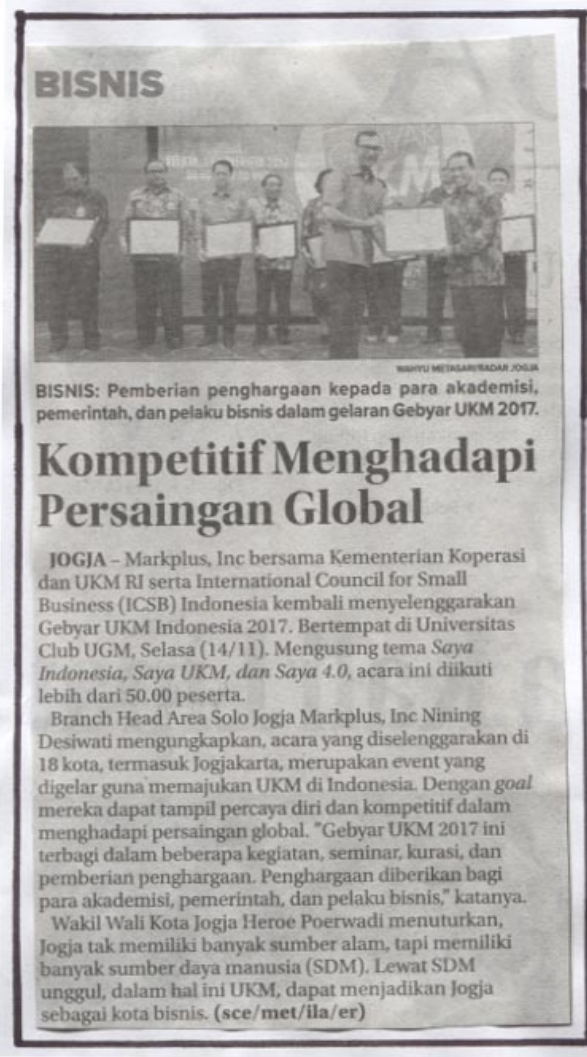 BISNIS
UKM
WAHYU METASARI/RADAR JOGJA
BISNIS: Pemberian penghargaan kepada para akademisi,
pemerintah, dan pelaku bisnis dalam gelaran Gebyar UKM 2017.
Kompetitif Menghadapi
Persaingan Global
JOGJA – Markplus, Inc bersama Kementerian Koperasi
dan UKM RI serta International Council for Small
Business (ICSB) Indonesia kembali menyelenggarakan
Gebyar UKM Indonesia 2017. Bertempat di Universitas
Club UGM, Selasa (14/11). Mengusung tema Saya
Indonesia, Saya UKM, dan Saya 4.0, acara ini diikuti
lebih dari 50.00 peserta.
Branch Head Area Solo Jogja Markplus, Inc Nining
Desiwati mengungkapkan, acara yang diselenggarakan di
18 kota, termasuk Jogjakarta, merupakan event yang
digelar guna memajukan UKM di Indonesia. Dengan goal
mereka dapat tampil percaya diri dan kompetitif dalam
menghadapi persaingan global. "Gebyar UKM 2017 ini
terbagi dalam beberapa kegiatan, seminar, kurasi, dan
pemberian penghargaan. Penghargaan diberikan bagi
para akademisi, pemerintah, dan pelaku bisnis," katanya.
Wakil Wali Kota Jogja Heroe Poerwadi menuturkan,
Jogja tak memiliki banyak sumber alam, tapi memiliki
banyak sumber daya manusia (SDM). Lewat SDM
unggul, dalam hal ini UKM, dapat menjadikan Jogja
sebagai kota bisnis. (sce/met/ila/er)